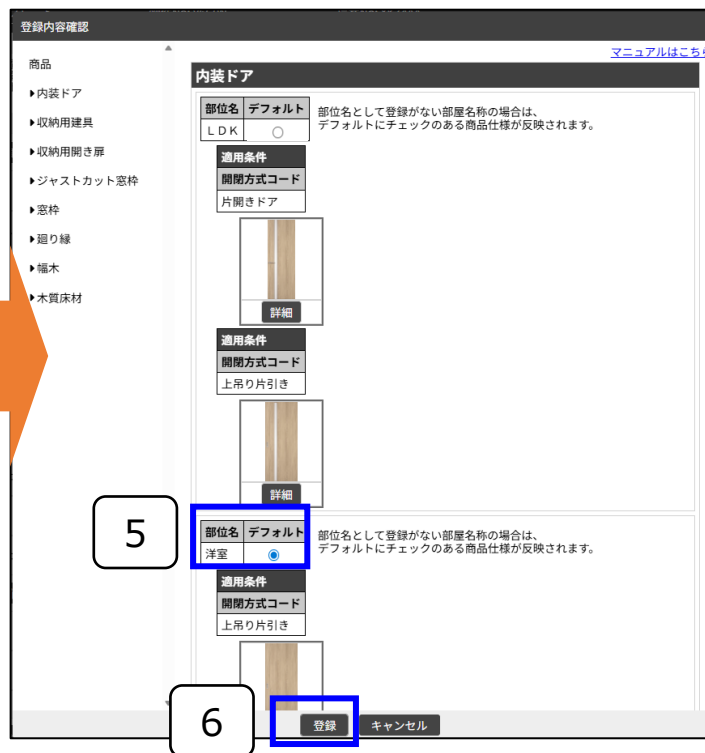 登録内容確認
マニュアルはこちら
商品
▶内装ドア
▶収納用建具
▶収納用開き扉
▶ジャストカット窓枠
▶窓枠
▶廻り縁
▶幅木
▶木質床材
内装ドア
部位名 デフォルト
ＬＤＫ
部位名として登録がない部屋名称の場合は、
デフォルトにチェックのある商品仕様が反映されます。
適用条件
開閉方式コード
片開きドア
詳細
適用条件
開閉方式コード
上吊り片引き
詳細
5
部位名 デフォルト
洋室
部位名として登録がない部屋名称の場合は、
デフォルトにチェックのある商品仕様が反映されます。
適用条件
開閉方式コード
上吊り片引き
6
登録 キャンセル